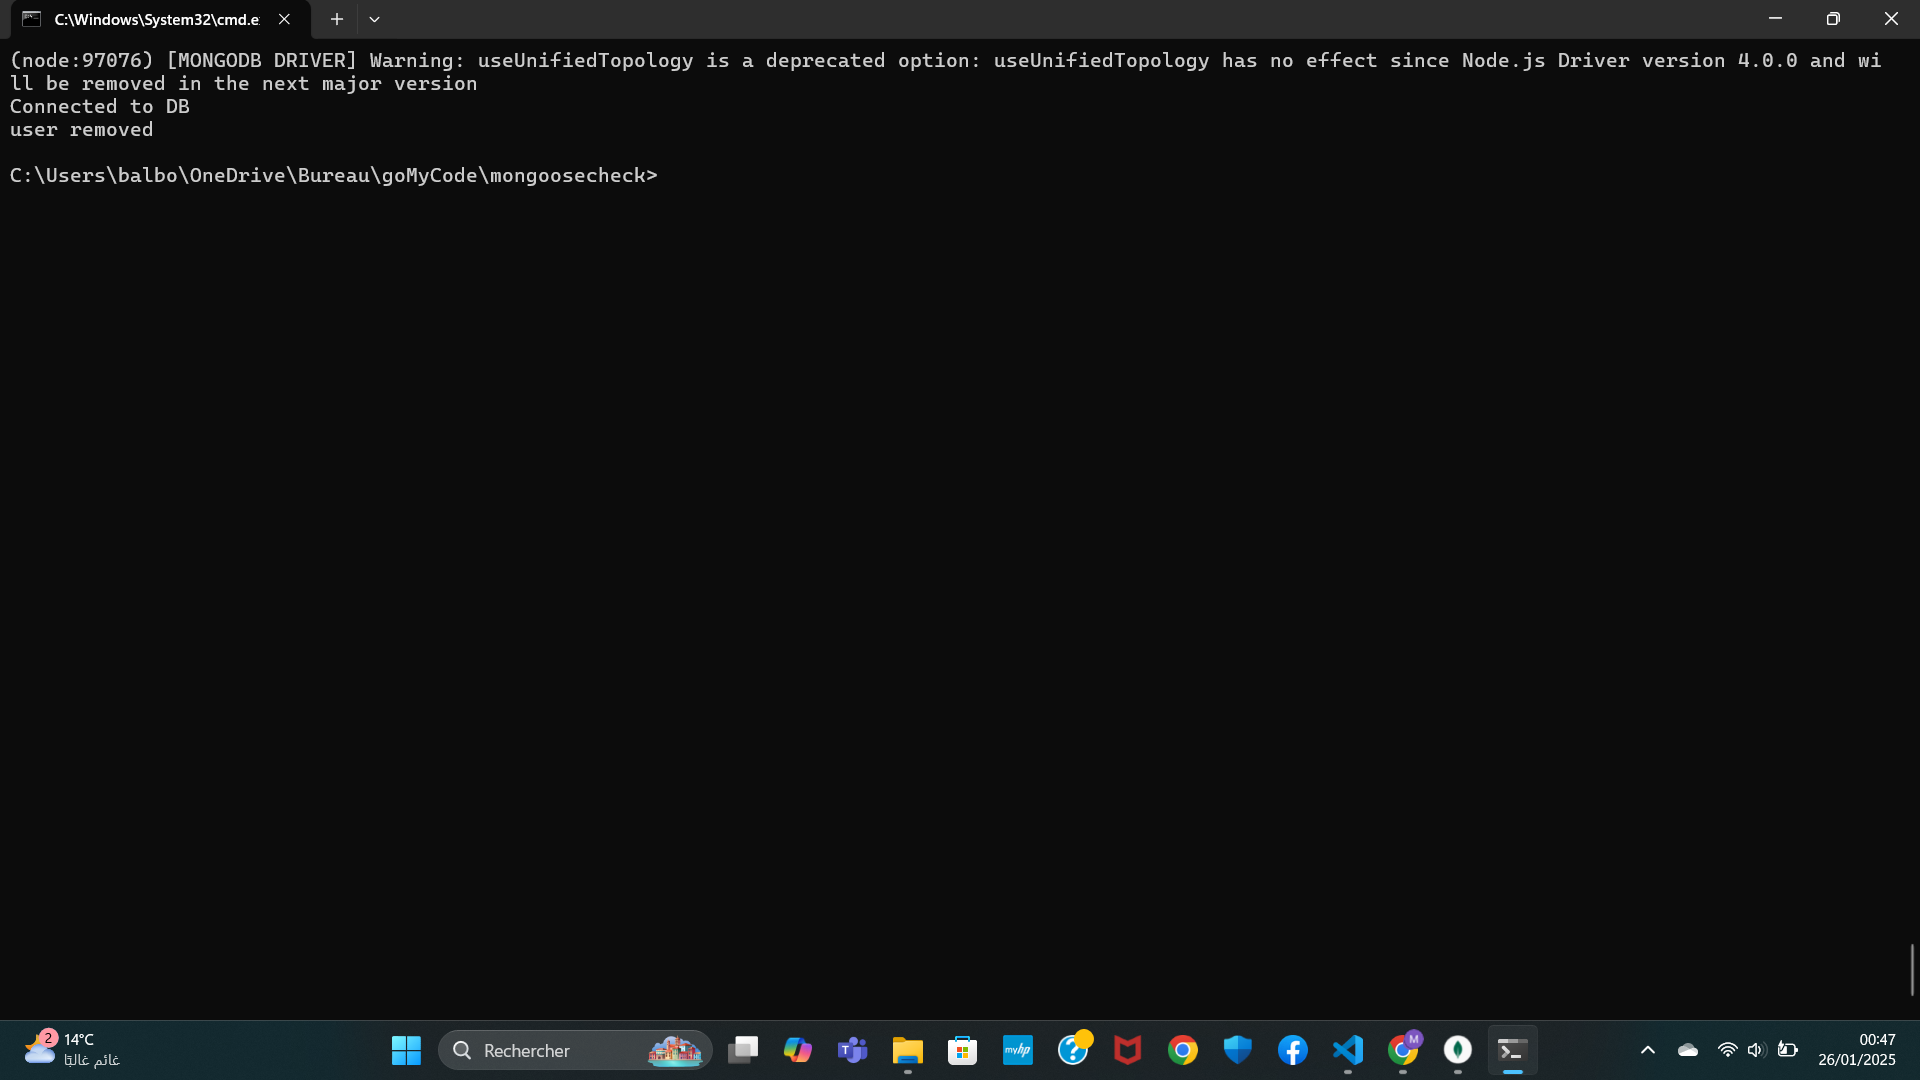 C:\Windows\System32\cmd.e
(node:97076) [MONGODB DRIVER] Warning: useUnifiedTopology is a deprecated option: useUnifiedTopology has no effect since Node.js Driver version 4.0.0 and wi
ll be removed in the next major version
Connected to DB
user removed
C:\Users\balbo\OneDrive\Bureau\goMyCode\mongoosecheck>
2
14°C
غائم غالبًا
Rechercher
T
myhp
?
M
00:47
26/01/2025